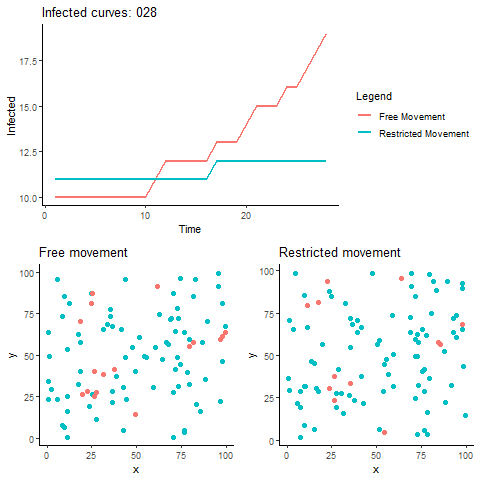 Infected curves: 028
Infected
17.5
15.0
12.5
10.0
0 10 20
Time
Legend
Free Movement
Restricted Movement
Free movement
y
100
75
50
25
0
0 25 50 75 100
x
Restricted movement
y
100
75
50
25
0
0 25 50 75 100
x